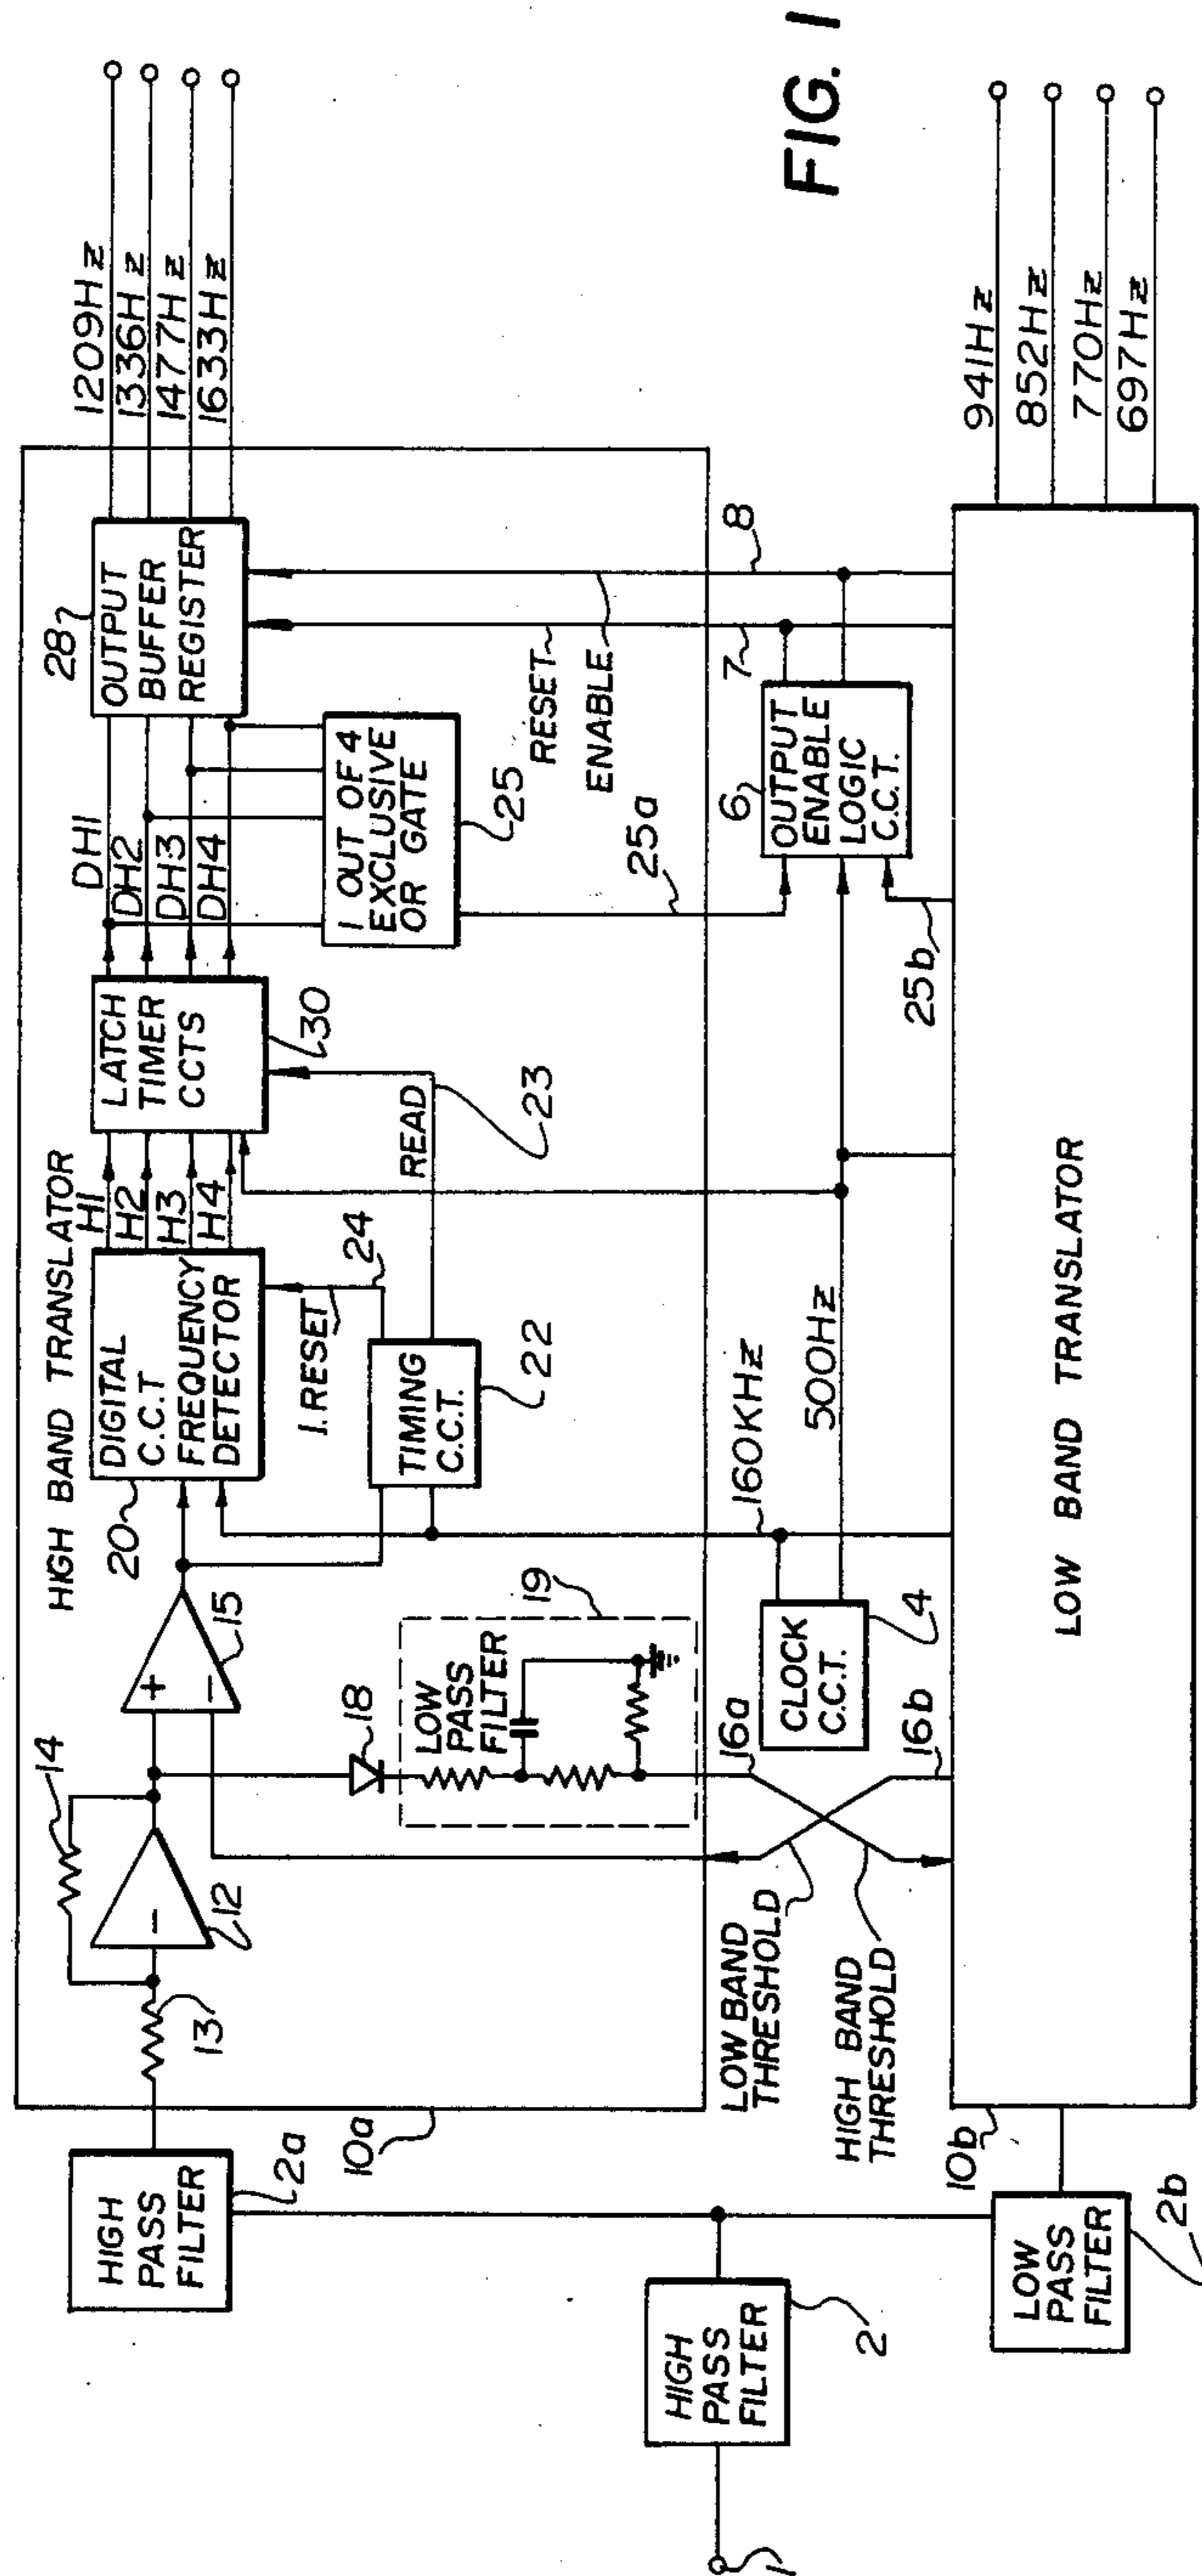 HIGH BAND TRANSLATOR
HIGH
PASS
FILTER
2a
13
14
12
+
−
−
15
20
DIGITAL
C.C.T
FREQUENCY
DETECTOR
H1
H2
H3
H4
LATCH
TIMER
CCTS
30
DH1
DH2
DH3
DH4
28
OUTPUT
BUFFER
REGISTER
1209Hz
1336Hz
1477Hz
1633Hz
18
LOW
PASS
FILTER
19
1.RESET
24
TIMING
C.C.T.
22
READ
23
1 OUT OF 4
EXCLUSIVE
OR GATE
25
25a
RESET
ENABLE
7
8
10a
LOW BAND
THRESHOLD
HIGH BAND
THRESHOLD
16a
16b
CLOCK
C.C.T.
4
160KHz
500Hz
6
OUTPUT
ENABLE
LOGIC
C.C.T.
25b
FIG. 1
1
HIGH
PASS
FILTER
2
LOW
PASS
FILTER
2b
10b
LOW BAND TRANSLATOR
941Hz
852Hz
770Hz
697Hz